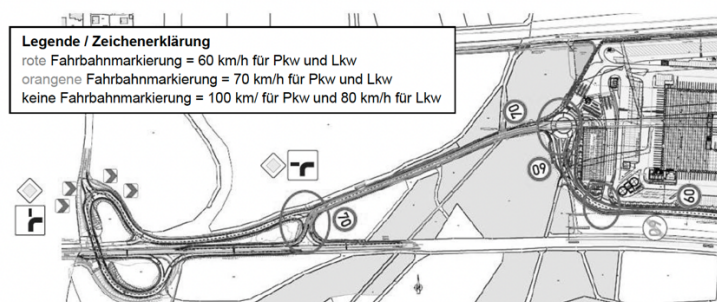 Legende / Zeichenerklärung
rote Fahrbahnmarkierung = 60 km/h für Pkw und Lkw
orangene Fahrbahnmarkierung = 70 km/h für Pkw und Lkw
keine Fahrbahnmarkierung = 100 km/ für Pkw und 80 km/h für Lkw
70
60
70
60